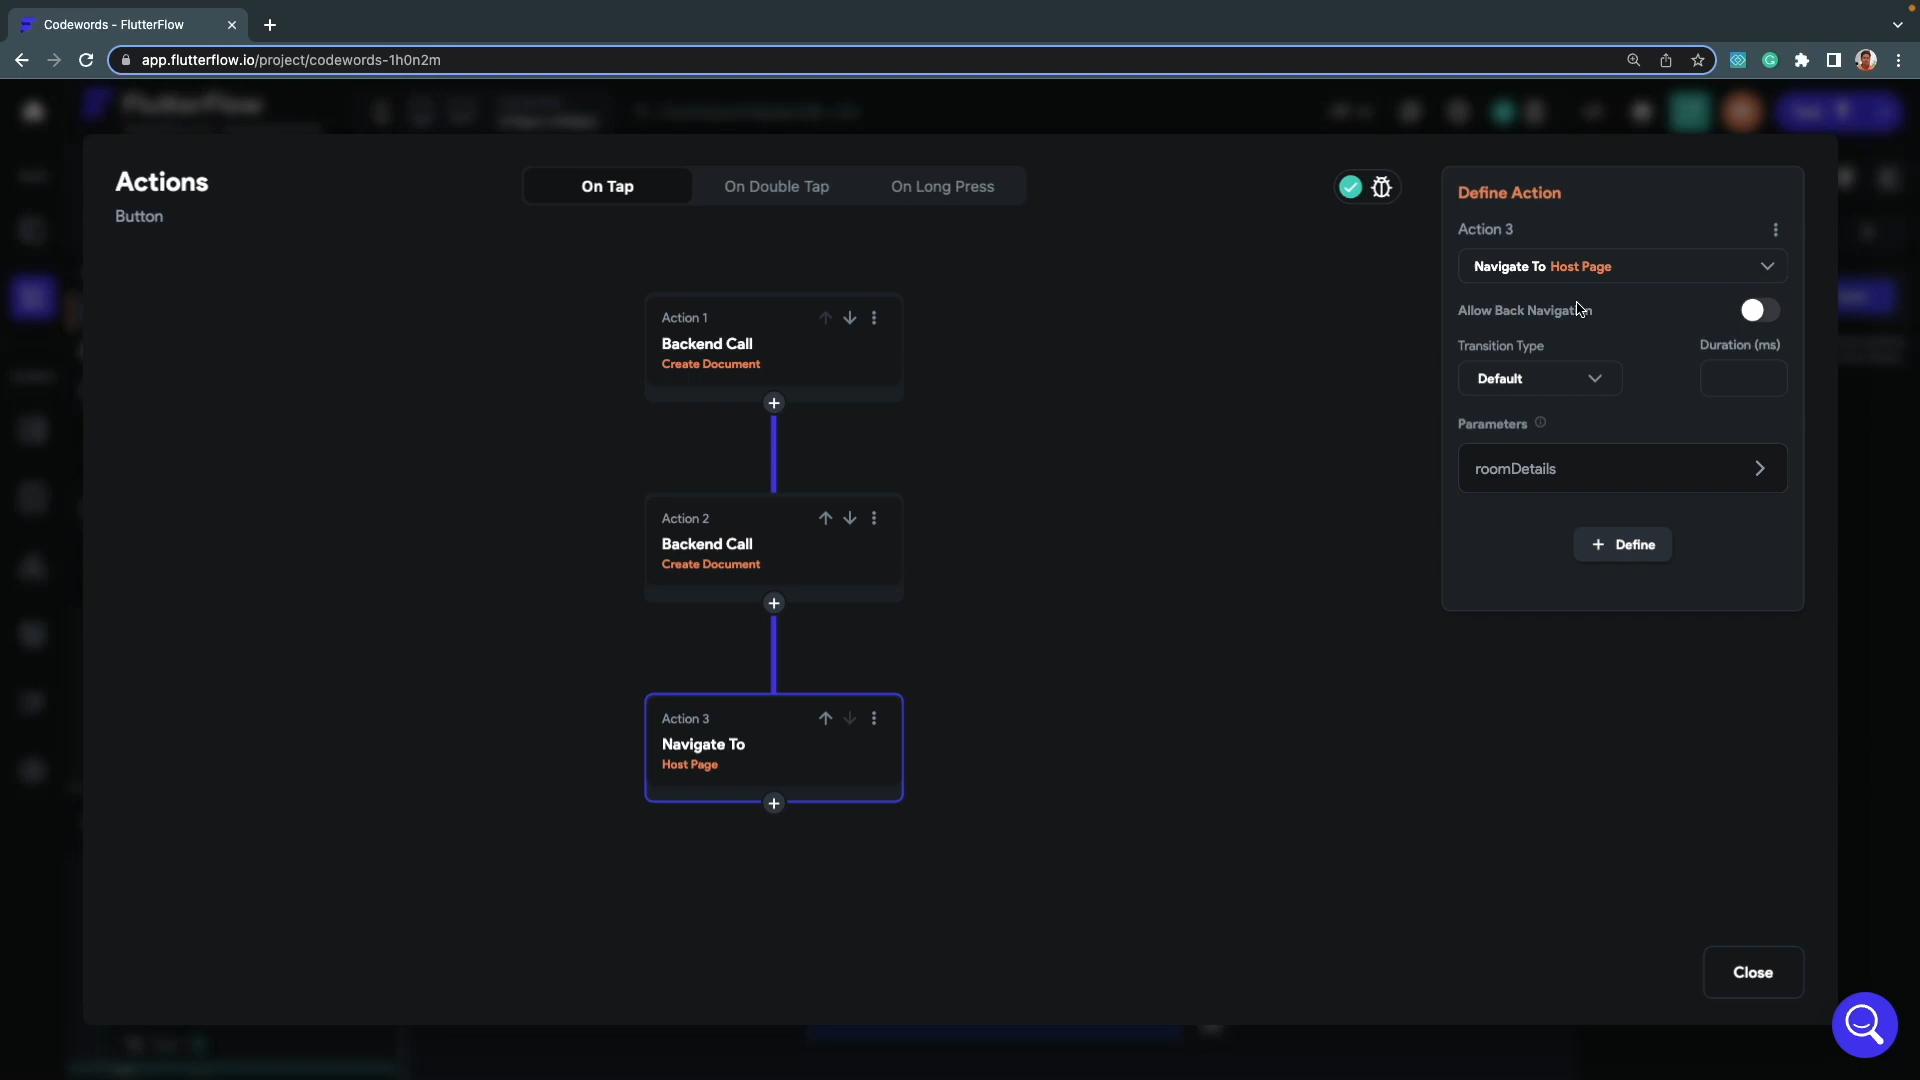 Codewords - FlutterFlow
app.flutterflow.io/project/codewords-1h0n2m
FlutterFlow
Actions
Button
On Tap
On Double Tap
On Long Press
Define Action
Action 3
Navigate To Host Page
Allow Back Navigation
Transition Type
Duration (ms)
Default
Parameters
roomDetails
+ Define
Action 1
Backend Call
Create Document
Action 2
Backend Call
Create Document
Action 3
Navigate To
Host Page
Close